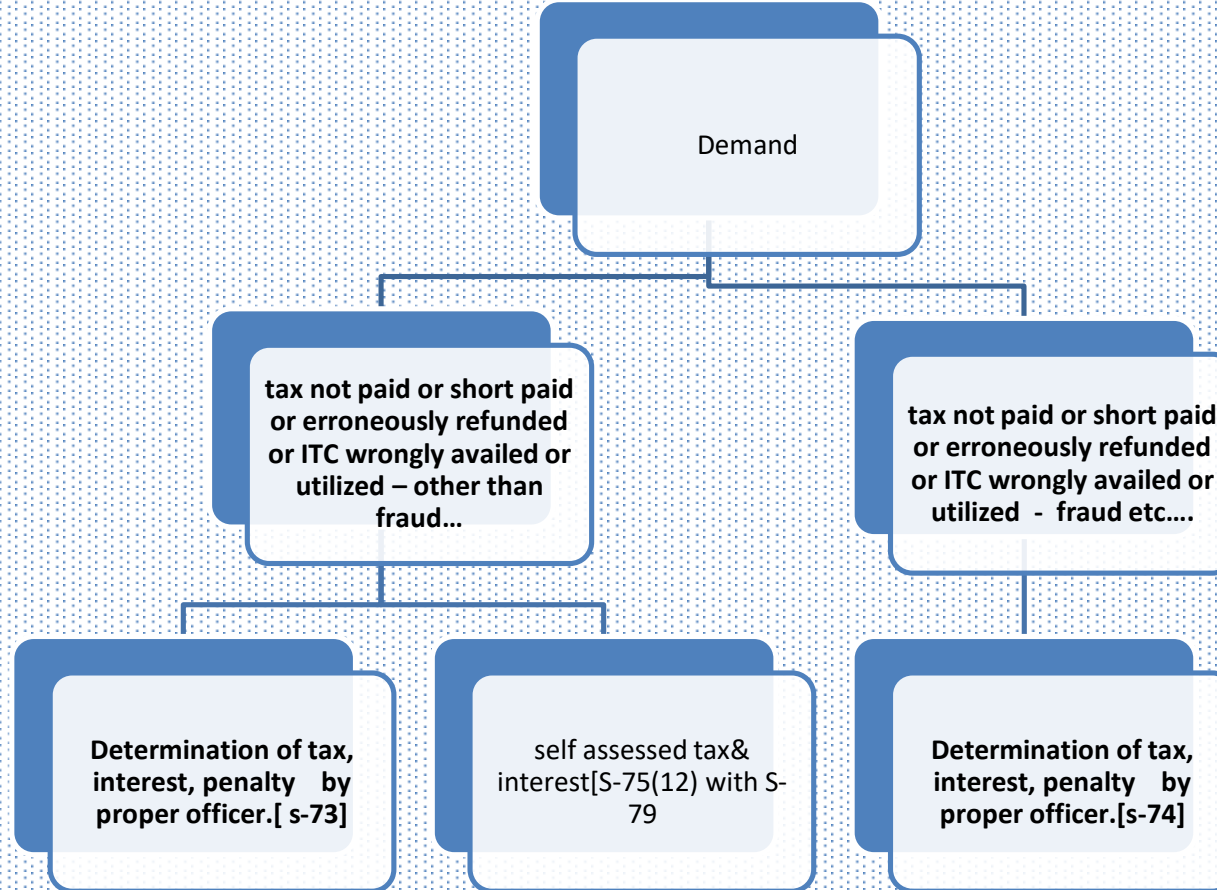 Demand
tax not paid or short paid
or erroneously refunded
or ITC wrongly availed or
utilized – other than
fraud…
tax not paid or short paid
or erroneously refunded
or ITC wrongly availed or
utilized - fraud etc….
Determination of tax,
interest, penalty by
proper officer.[ s-73]
self assessed tax&
interest[S-75(12) with S-
79
Determination of tax,
interest, penalty by
proper officer.[s-74]